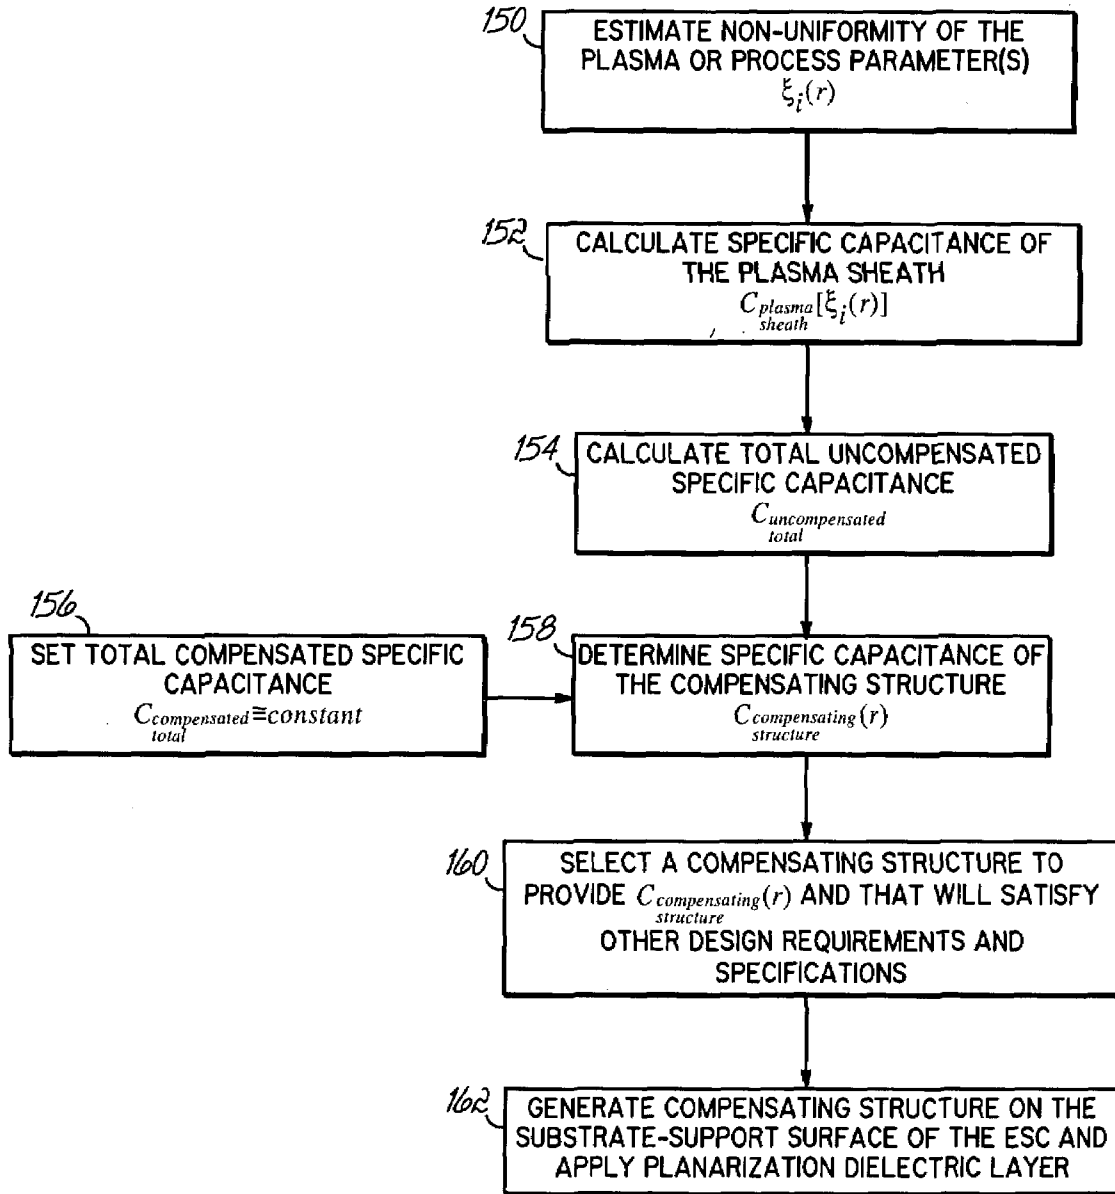 150
ESTIMATE NON-UNIFORMITY OF THE
PLASMA OR PROCESS PARAMETER(S)
ξi(r)
152
CALCULATE SPECIFIC CAPACITANCE OF
THE PLASMA SHEATH
Cplasma[ξi(r)]
sheath
154
CALCULATE TOTAL UNCOMPENSATED
SPECIFIC CAPACITANCE
Cuncompensated
total
156
SET TOTAL COMPENSATED SPECIFIC
CAPACITANCE
Ccompensated≅constant
total
158
DETERMINE SPECIFIC CAPACITANCE OF
THE COMPENSATING STRUCTURE
Ccompensating(r)
structure
160
SELECT A COMPENSATING STRUCTURE TO
PROVIDE Ccompensating(r) AND THAT WILL SATISFY
structure
OTHER DESIGN REQUIREMENTS AND
SPECIFICATIONS
162
GENERATE COMPENSATING STRUCTURE ON THE
SUBSTRATE-SUPPORT SURFACE OF THE ESC AND
APPLY PLANARIZATION DIELECTRIC LAYER